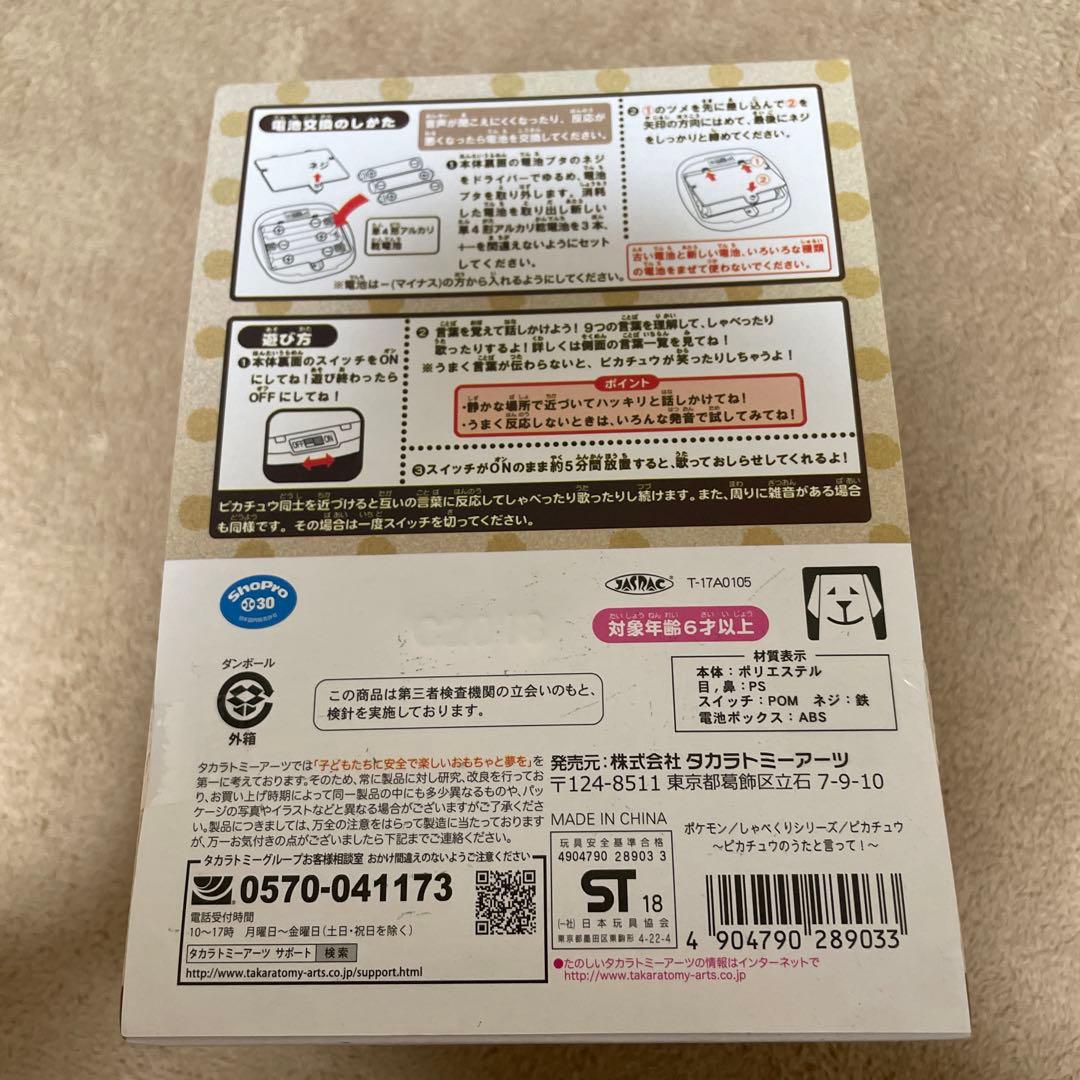 電池交換のしかた
音声が聞こえにくくなったり、反応が
悪くなったら電池を交換してください。
ネジ
単4形アルカリ
乾電池
❶本体裏面の電池ブタのネジ
をドライバーでゆるめ、電池
ブタを取り外します。消耗
した電池を取り出し新しい
単4形アルカリ乾電池を3本、
+−を間違えないようにセット
してください。
※電池は−(マイナス)の方から入れるようにしてください。
❷①のツメを先に差し込んで②を
矢印の方向にはめて、最後にネジ
をしっかりと締めてください。
①
②
古い電池と新しい電池、いろいろな種類
の電池をまぜて使わないでください。
遊び方
❶本体裏面のスイッチをON
にしてね!遊び終わったら
OFFにしてね!
OFF ON
❷言葉を覚えて話しかけよう!9つの言葉を理解して、しゃべったり
歌ったりするよ!詳しくは側面の言葉一覧を見てね!
※うまく言葉が伝わらないと、ピカチュウが笑ったりしちゃうよ!
ポイント
・静かな場所で近づいてハッキリと話しかけてね!
・うまく反応しないときは、いろんな発音で試してみてね!
❸スイッチがONのまま約5分間放置すると、歌っておしらせしてくれるよ!
ピカチュウ同士を近づけると互いの言葉に反応してしゃべったり歌ったりし続けます。また、周りに雑音がある場合
も同様です。その場合は一度スイッチを切ってください。
ShoPro
30
JASRAC
T-17A0105
対象年齢6才以上
ダンボール
外箱
この商品は第三者検査機関の立会いのもと、
検針を実施しております。
材質表示
本体:ポリエステル
目,鼻:PS
スイッチ:POM ネジ:鉄
電池ボックス:ABS
タカラトミーアーツでは「子どもたちに安全で楽しいおもちゃと夢を」を
第一に考えております。そのため、常に製品に対し研究、改良を行ってお
り、お買い上げ時期によって同一製品の中にも多少異なるものや、パッ
ケージの写真やイラストなどと異なる場合がございますがご了承くださ
い。製品につきましては、万全の注意をはらって製造に当たっております
が、万一お気付きの点がございましたら下記までご連絡ください。
発売元:株式会社 タカラトミーアーツ
〒124-8511 東京都葛飾区立石 7-9-10
MADE IN CHINA
ポケモン/しゃべくりシリーズ/ピカチュウ
〜ピカチュウのうたと言って!〜
タカラトミーグループお客様相談室 おかけ間違えのないようご注意ください
0570-041173
電話受付時間
10〜17時 月曜日〜金曜日(土日・祝日を除く)
タカラトミーアーツ サポート 検索
http://www.takaratomy-arts.co.jp/support.html
玩具安全基準合格
4904790 28903 3
ST 18
(一社)日本玩具協会
東京都墨田区東駒形 4-22-4
4 904790 289033
●たのしいタカラトミーアーツの情報はインターネットで
http://www.takaratomy-arts.co.jp